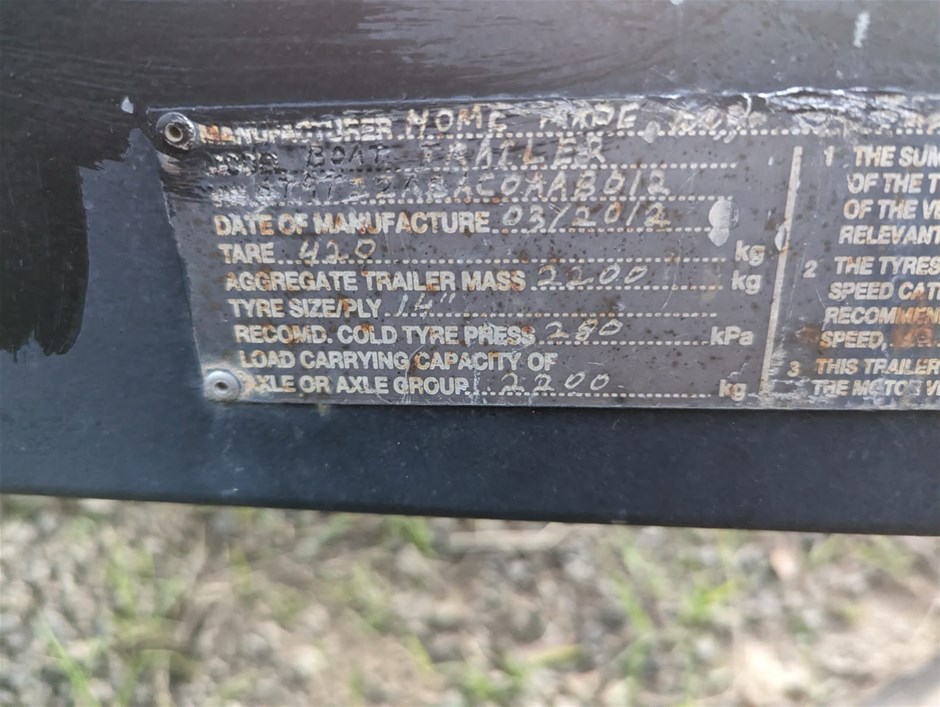 MANUFACTURER HOME MADE
MODEL BOAT TRAILER
DATE OF MANUFACTURE 03/2012
TARE 420 kg
AGGREGATE TRAILER MASS 2200 kg
TYRE SIZE/PLY 14"
RECOMD. COLD TYRE PRESS 280 kPa
LOAD CARRYING CAPACITY OF
AXLE OR AXLE GROUP 2200 kg
1 THE SUM
OF THE T
OF THE VE
RELEVANT
2 THE TYRES
SPEED CATE
RECOMMEN
SPEED,
3 THIS TRAILER
THE MOTOR VE